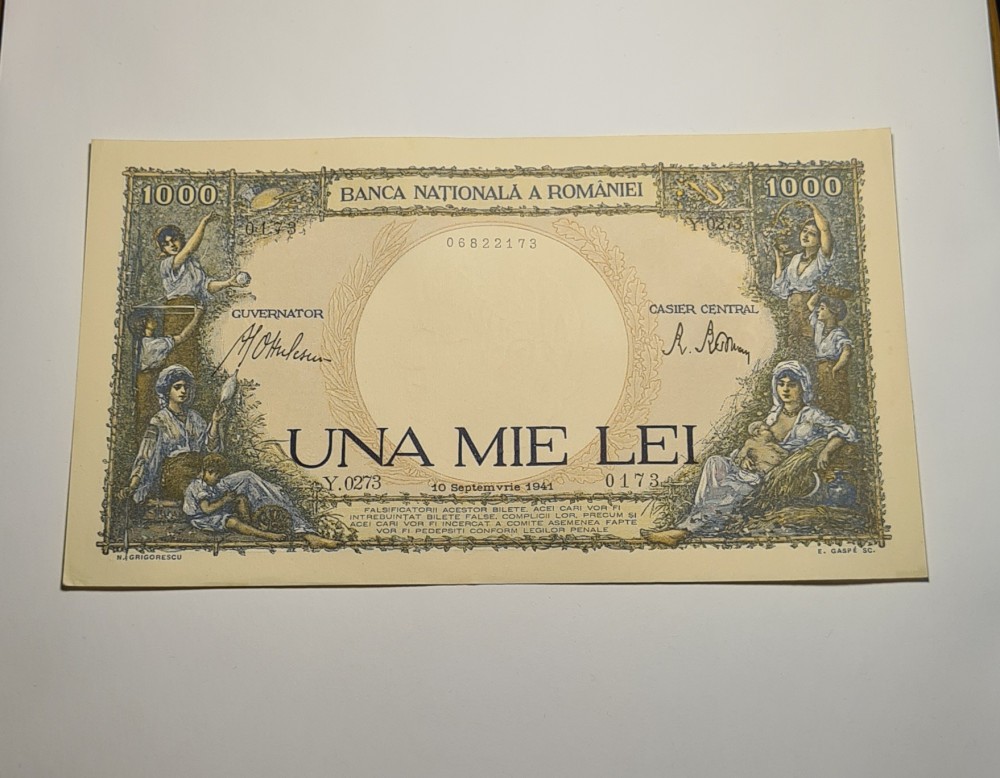 1000
BANCA NAȚIONALĂ A ROMÂNIEI
1000
0173
Y.0273
06822173
GUVERNATOR
CASIER CENTRAL
UNA MIE LEI
Y.0273
10 Septemvrie 1941
0173
FALSIFICATORII ACESTOR BILETE, ACEI CARI VOR FI
INTREBUINȚAT BILETE FALSE, COMPLICII LOR, PRECUM ȘI
ACEI CARI VOR FI INCERCAT A COMITE ASEMENEA FAPTE
VOR FI PEDEPSIȚI CONFORM LEGILOR PENALE
N. GRIGORESCU
E. GASPÉ SC.